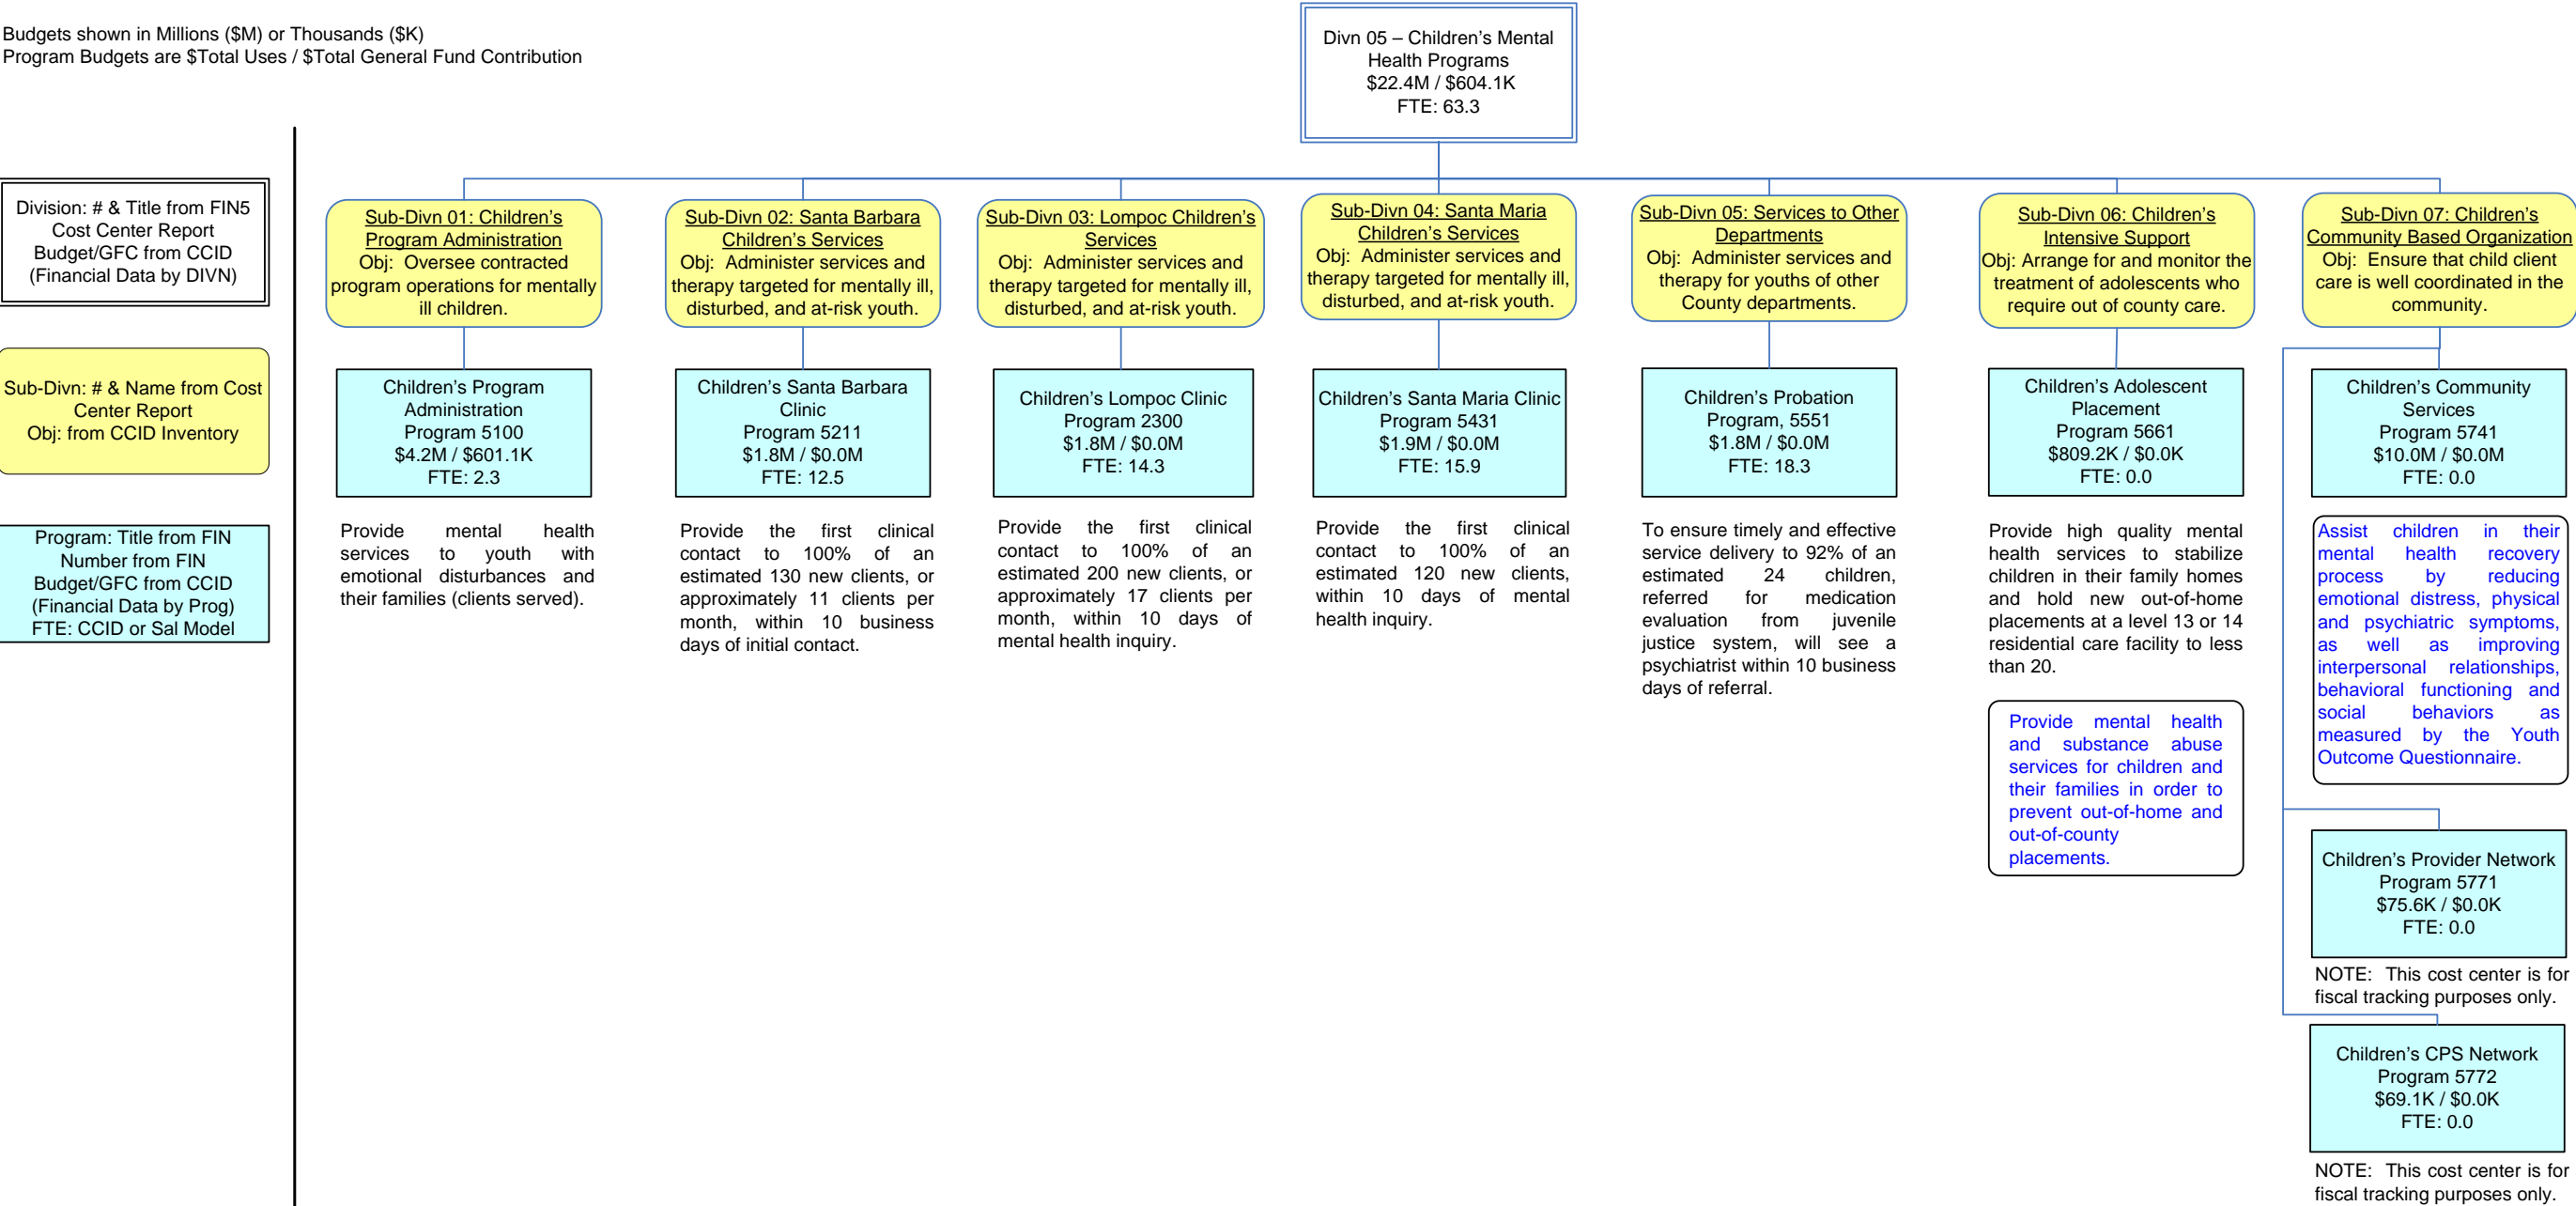 Budgets shown in Millions ($M) or Thousands ($K)
Program Budgets are $Total Uses / $Total General Fund Contribution
Divn 05 – Children’s Mental
Health Programs
$22.4M / $604.1K
FTE: 63.3
Division: # & Title from FIN5
Cost Center Report
Budget/GFC from CCID
(Financial Data by DIVN)
Sub-Divn: # & Name from Cost
Center Report
Obj: from CCID Inventory
Program: Title from FIN
Number from FIN
Budget/GFC from CCID
(Financial Data by Prog)
FTE: CCID or Sal Model
Sub-Divn 01: Children’s
Program Administration
Obj:  Oversee contracted
program operations for mentally
ill children.
Children’s Program
Administration
Program 5100
$4.2M / $601.1K
FTE: 2.3
Provide mental health
services to youth with
emotional disturbances and
their families (clients served).
Sub-Divn 02: Santa Barbara
Children’s Services
Obj:  Administer services and
therapy targeted for mentally ill,
disturbed, and at-risk youth.
Children’s Santa Barbara
Clinic
Program 5211
$1.8M / $0.0M
FTE: 12.5
Provide the first clinical
contact to 100% of an
estimated 130 new clients, or
approximately 11 clients per
month, within 10 business
days of initial contact.
Sub-Divn 03: Lompoc Children’s
Services
Obj:  Administer services and
therapy targeted for mentally ill,
disturbed, and at-risk youth.
Children’s Lompoc Clinic
Program 2300
$1.8M / $0.0M
FTE: 14.3
Provide the first clinical
contact to 100% of an
estimated 200 new clients, or
approximately 17 clients per
month, within 10 days of
mental health inquiry.
Sub-Divn 04: Santa Maria
Children’s Services
Obj:  Administer services and
therapy targeted for mentally ill,
disturbed, and at-risk youth.
Children’s Santa Maria Clinic
Program 5431
$1.9M / $0.0M
FTE: 15.9
Provide the first clinical
contact to 100% of an
estimated 120 new clients,
within 10 days of mental
health inquiry.
Sub-Divn 05: Services to Other
Departments
Obj:  Administer services and
therapy for youths of other
County departments.
Children’s Probation
Program, 5551
$1.8M / $0.0M
FTE: 18.3
To ensure timely and effective
service delivery to 92% of an
estimated 24 children,
referred for medication
evaluation from juvenile
justice system, will see a
psychiatrist within 10 business
days of referral.
Sub-Divn 06: Children’s
Intensive Support
Obj: Arrange for and monitor the
treatment of adolescents who
require out of county care.
Children’s Adolescent
Placement
Program 5661
$809.2K / $0.0K
FTE: 0.0
Provide high quality mental
health services to stabilize
children in their family homes
and hold new out-of-home
placements at a level 13 or 14
residential care facility to less
than 20.
Provide mental health
and substance abuse
services for children and
their families in order to
prevent out-of-home and
out-of-county
placements.
Sub-Divn 07: Children’s
Community Based Organization
Obj:  Ensure that child client
care is well coordinated in the
community.
Children’s Community
Services
Program 5741
$10.0M / $0.0M
FTE: 0.0
Assist children in their
mental health recovery
process by reducing
emotional distress, physical
and psychiatric symptoms,
as well as improving
interpersonal relationships,
behavioral functioning and
social behaviors as
measured by the Youth
Outcome Questionnaire.
Children’s Provider Network
Program 5771
$75.6K / $0.0K
FTE: 0.0
NOTE:  This cost center is for
fiscal tracking purposes only.
Children’s CPS Network
Program 5772
$69.1K / $0.0K
FTE: 0.0
NOTE:  This cost center is for
fiscal tracking purposes only.